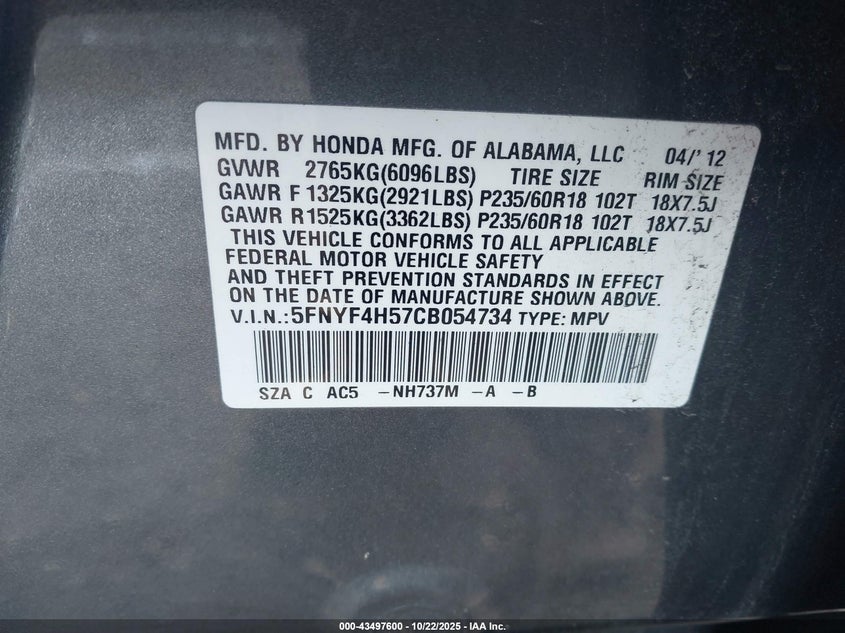 MFD. BY HONDA MFG. OF ALABAMA, LLC 04/'12
GVWR 2765KG(6096LBS) TIRE SIZE RIM SIZE
GAWR F 1325KG(2921LBS) P235/60R18 102T 18X7.5J
GAWR R 1525KG(3362LBS) P235/60R18 102T 18X7.5J
THIS VEHICLE CONFORMS TO ALL APPLICABLE
FEDERAL MOTOR VEHICLE SAFETY
AND THEFT PREVENTION STANDARDS IN EFFECT
ON THE DATE OF MANUFACTURE SHOWN ABOVE.
V.I.N.:5FNYF4H57CB054734 TYPE: MPV
SZA C AC5 -NH737M -A -B
000-43497600 - 10/22/2025 - IAA Inc.